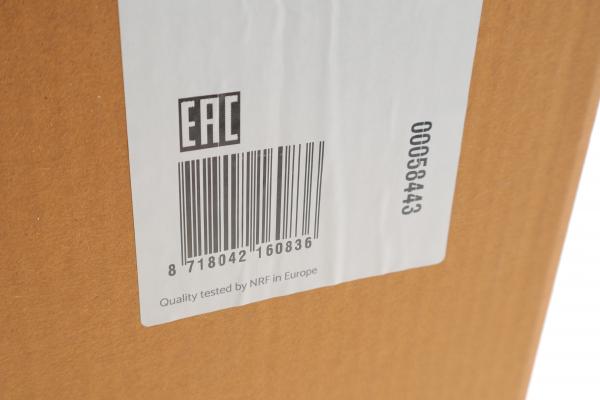 EAC
00058443
8 718042 160836
Quality tested by NRF in Europe